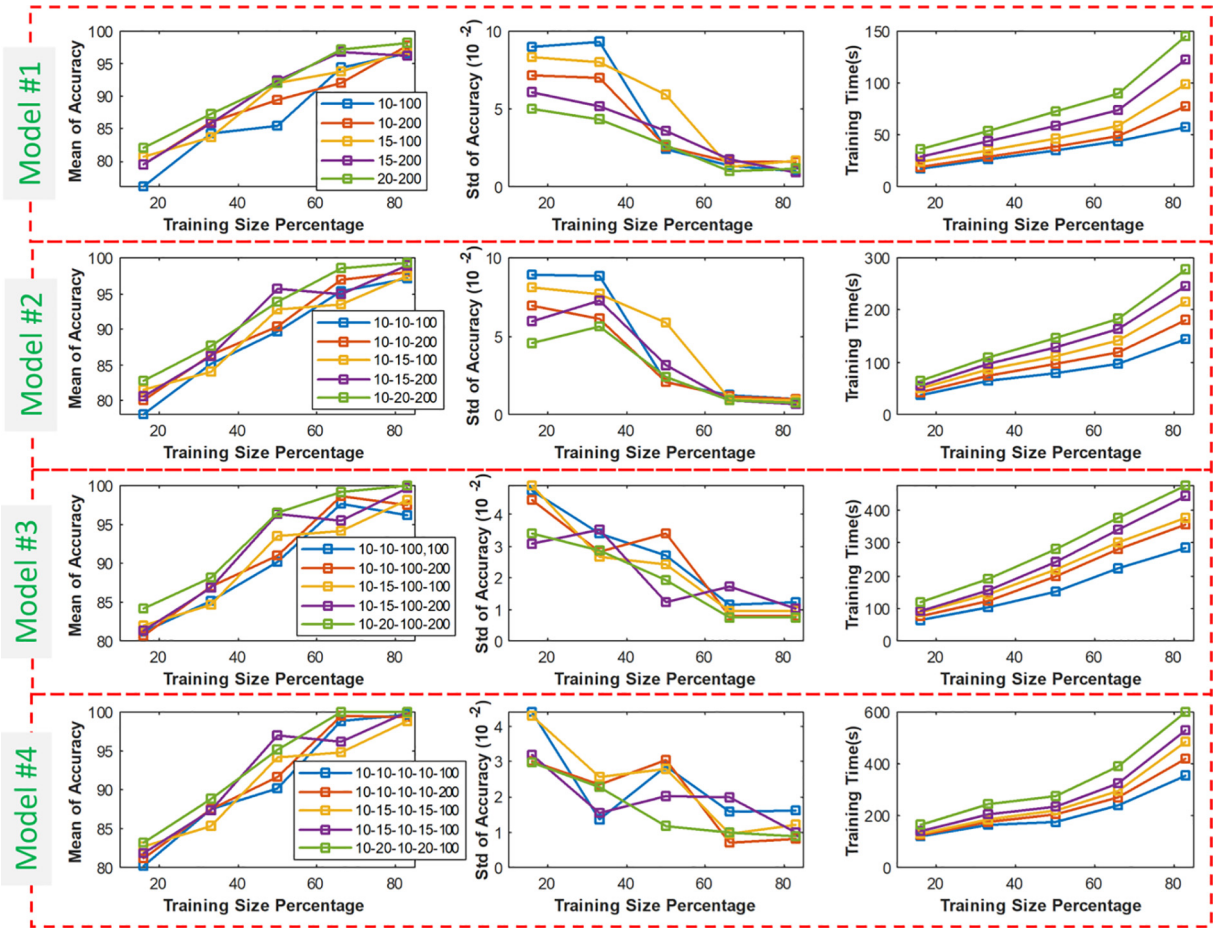 Model #1
Mean of Accuracy
100
95
90
85
80
20 40 60 80
Training Size Percentage
10-100
10-200
15-100
15-200
20-200
Std of Accuracy (10 -2)
10
5
0
20 40 60 80
Training Size Percentage
Training Time(s)
150
100
50
0
20 40 60 80
Training Size Percentage
Model #2
Mean of Accuracy
100
95
90
85
80
20 40 60 80
Training Size Percentage
10-10-100
10-10-200
10-15-100
10-15-200
10-20-200
Std of Accuracy (10 -2)
10
5
0
20 40 60 80
Training Size Percentage
Training Time(s)
300
200
100
0
20 40 60 80
Training Size Percentage
Model #3
Mean of Accuracy
100
95
90
85
80
20 40 60 80
Training Size Percentage
10-10-100,100
10-10-100-200
10-15-100-100
10-15-100-200
10-20-100-200
Std of Accuracy (10 -2)
4
3
2
1
0
20 40 60 80
Training Size Percentage
Training Time(s)
400
300
200
100
0
20 40 60 80
Training Size Percentage
Model #4
Mean of Accuracy
100
95
90
85
80
20 40 60 80
Training Size Percentage
10-10-10-10-100
10-10-10-10-200
10-15-10-15-100
10-15-10-15-100
10-20-10-20-100
Std of Accuracy (10 -2)
4
3
2
1
0
20 40 60 80
Training Size Percentage
Training Time(s)
600
400
200
0
20 40 60 80
Training Size Percentage